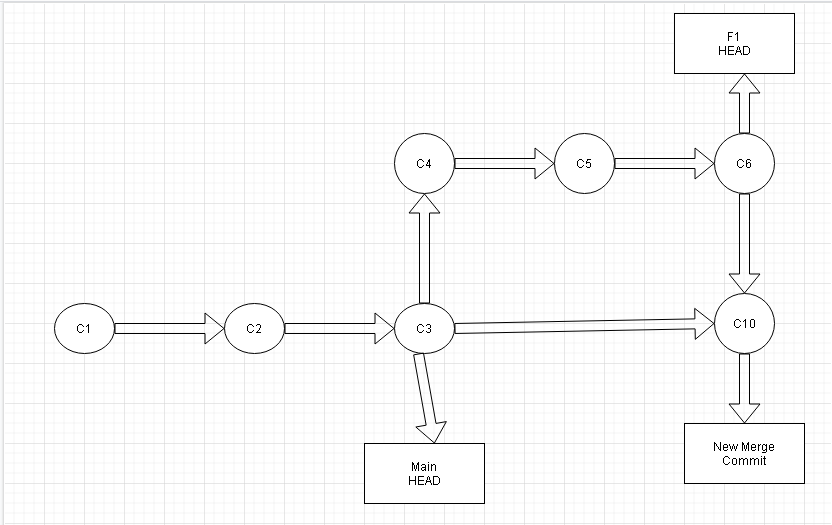 F1
HEAD
C4
C5
C6
C1
C2
C3
C10
Main
HEAD
New Merge
Commit